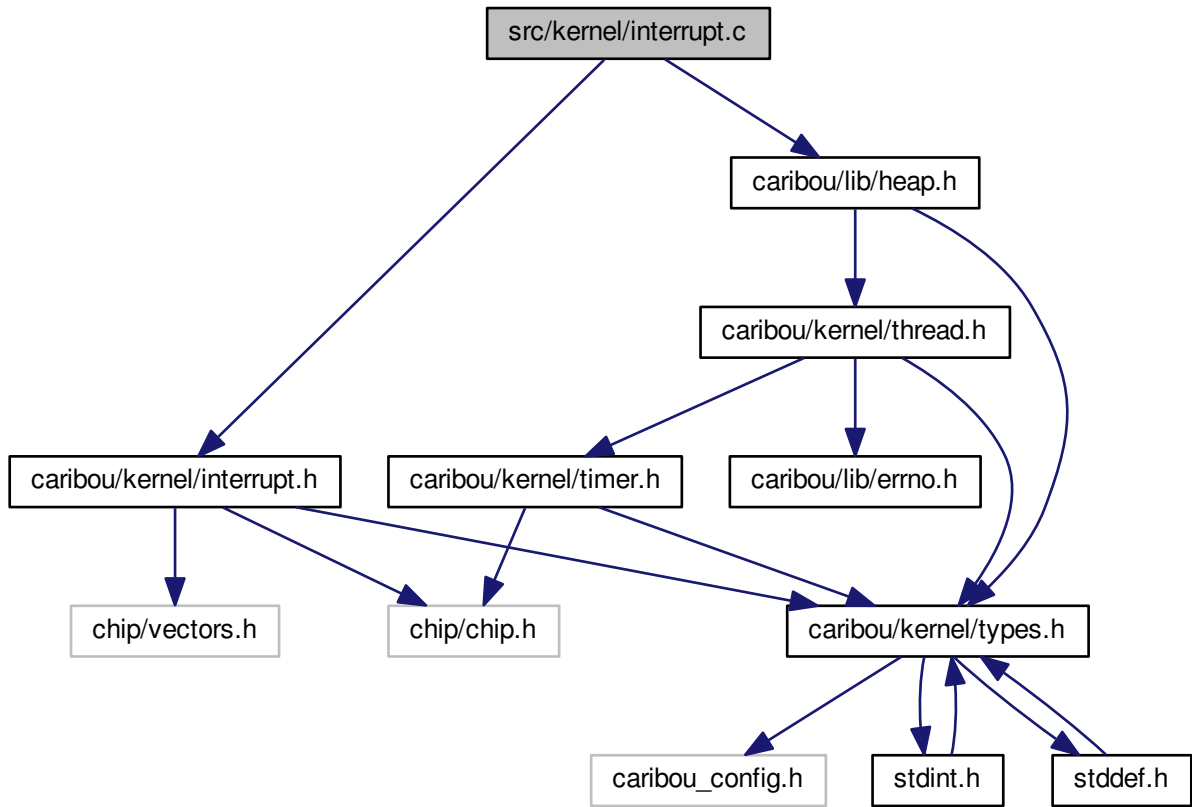 src/kernel/interrupt.c
caribou/lib/heap.h
caribou/kernel/thread.h
caribou/kernel/interrupt.h
caribou/kernel/timer.h
caribou/lib/errno.h
chip/vectors.h
chip/chip.h
caribou/kernel/types.h
caribou_config.h
stdint.h
stddef.h